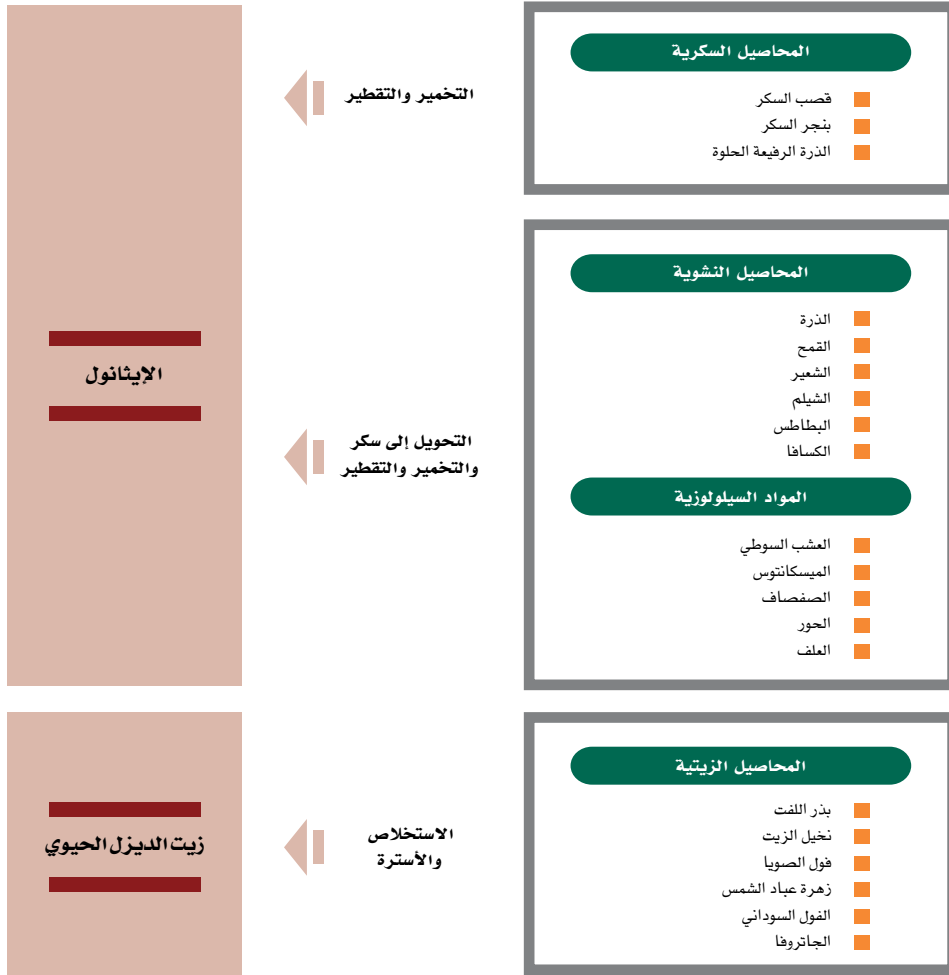 المحاصيل السكرية
قصب السكر
بنجر السكر
الذرة الرفيعة الحلوة
التخمير والتقطير
المحاصيل النشوية
الذرة
القمح
الشعير
الشيلم
البطاطس
الكسافا
المواد السيلولوزية
العشب السوطي
الميسكانتوس
الصفصاف
الحور
العلف
التحويل إلى سكر
والتخمير والتقطير
الإيثانول
المحاصيل الزيتية
بذر اللفت
نخيل الزيت
فول الصويا
زهرة عباد الشمس
الفول السوداني
الجاتروفا
الاستخلاص
والأسترة
زيت الديزل الحيوي